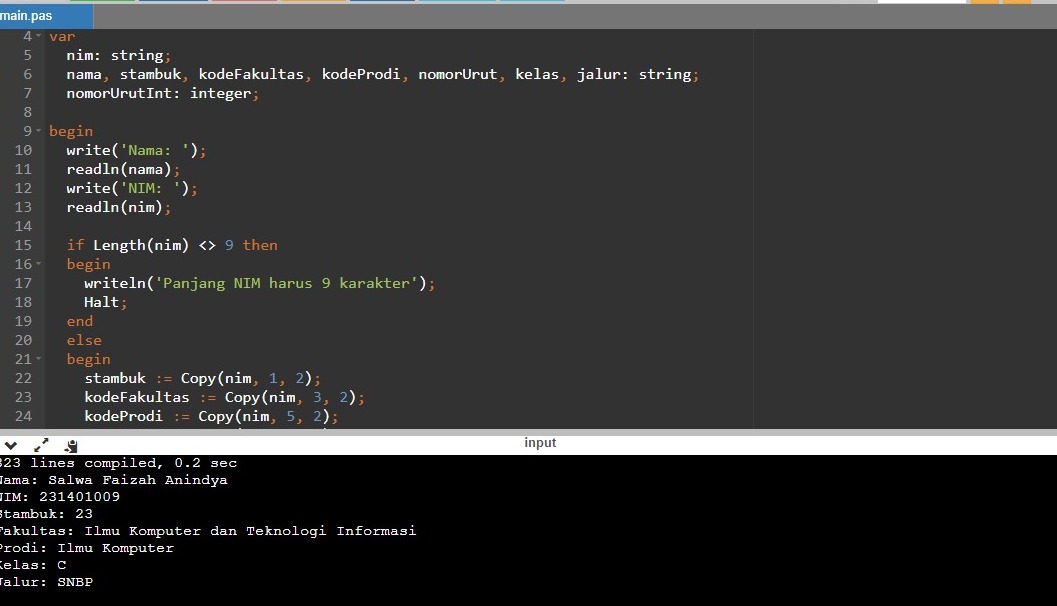 main.pas
4 var
5 nim: string;
6 nama, stambuk, kodeFakultas, kodeProdi, nomorUrut, kelas, jalur: string;
7 nomorUrutInt: integer;
8
9 begin
10 write('Nama: ');
11 readln(nama);
12 write('NIM: ');
13 readln(nim);
14
15 if Length(nim) <> 9 then
16 begin
17 writeln('Panjang NIM harus 9 karakter');
18 Halt;
19 end
20 else
21 begin
22 stambuk := Copy(nim, 1, 2);
23 kodeFakultas := Copy(nim, 3, 2);
24 kodeProdi := Copy(nim, 5, 2);
input
323 lines compiled, 0.2 sec
Nama: Salwa Faizah Anindya
NIM: 231401009
Stambuk: 23
Fakultas: Ilmu Komputer dan Teknologi Informasi
Prodi: Ilmu Komputer
Kelas: C
Jalur: SNBP